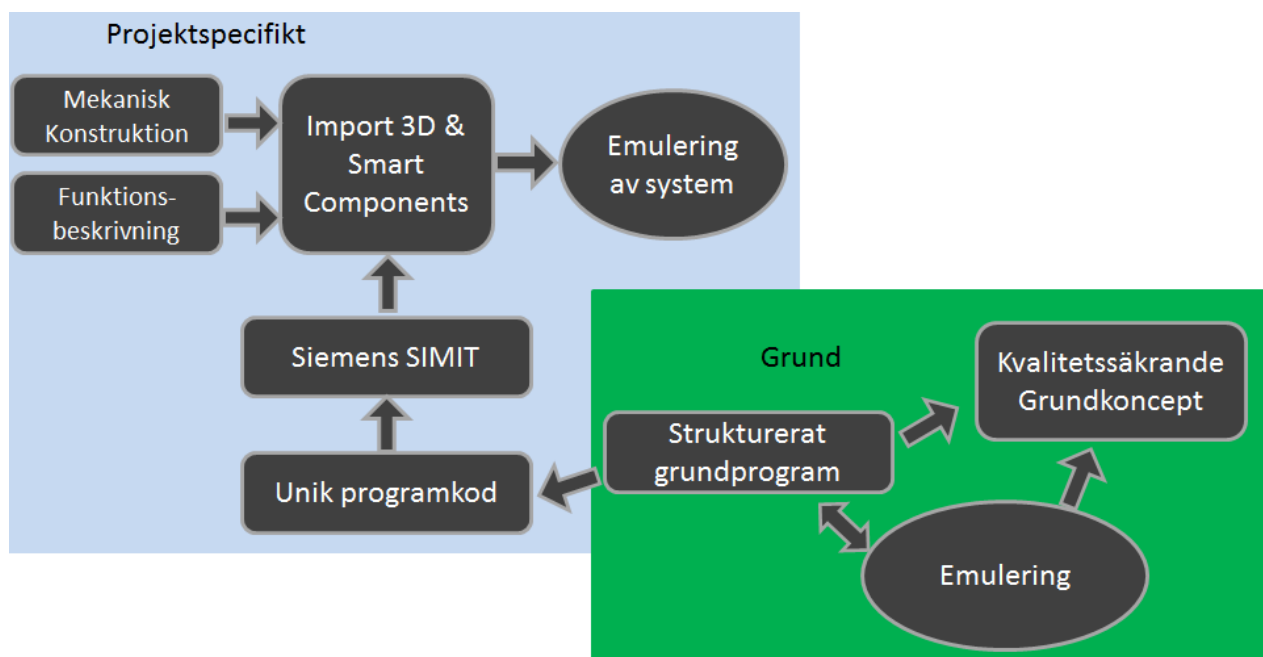 Projektspecifikt
Mekanisk
Konstruktion
Funktions-
beskrivning
Import 3D &
Smart
Components
Emulering
av system
Siemens SIMIT
Unik programkod
Grund
Strukturerat
grundprogram
Kvalitetssäkrande
Grundkoncept
Emulering